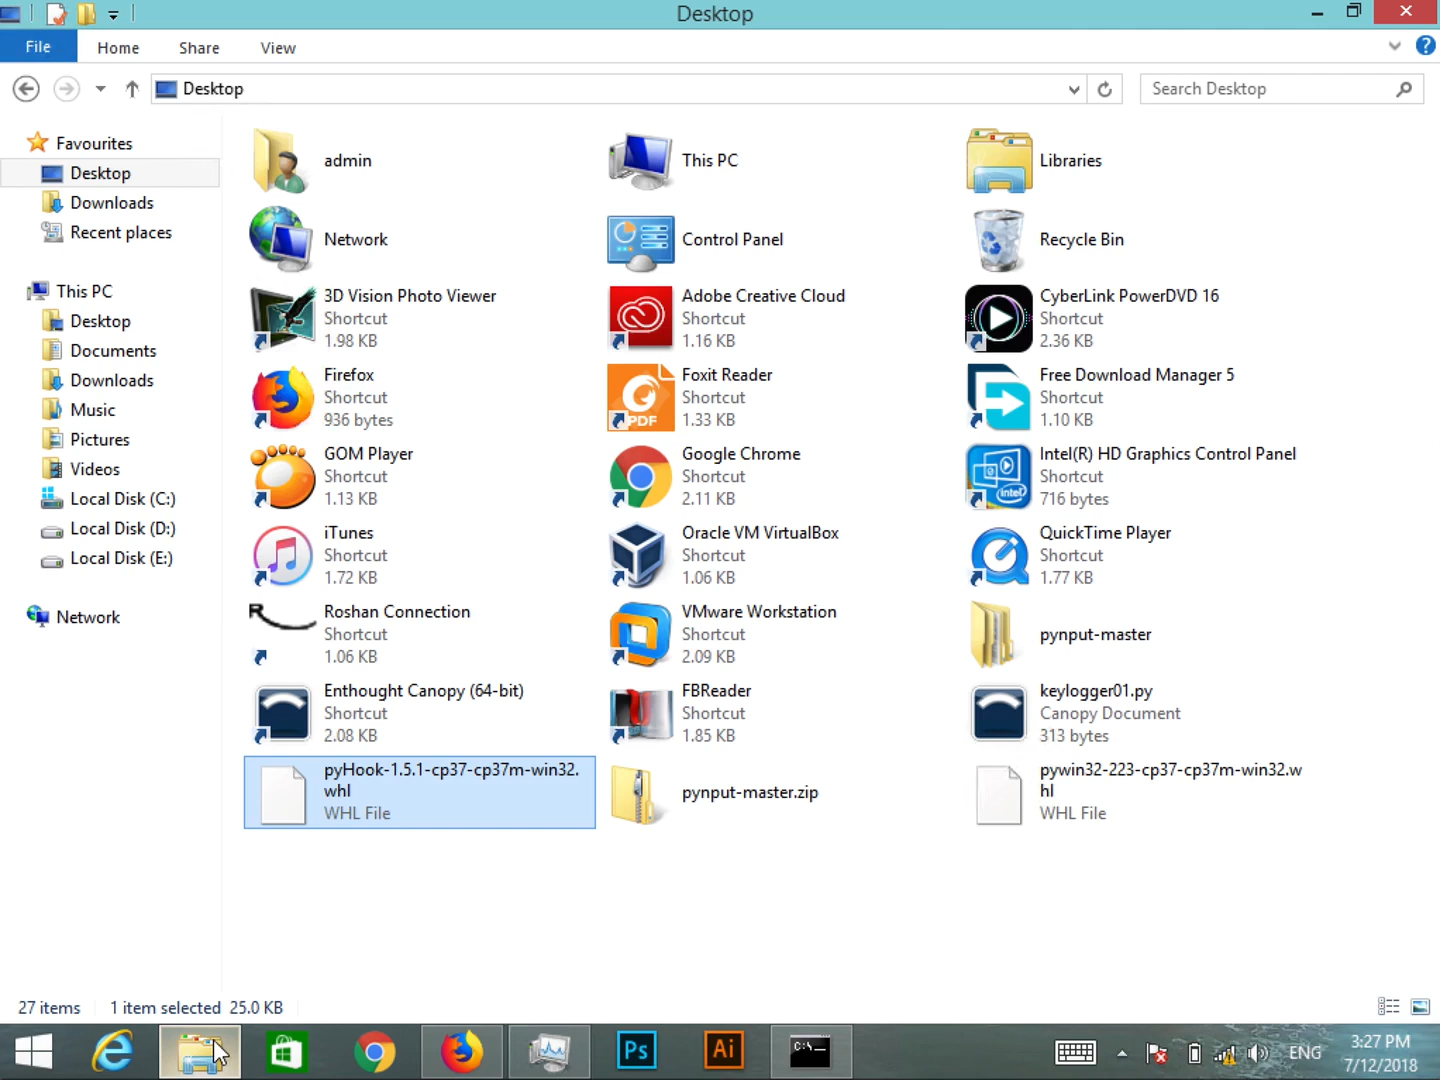 Desktop
File
Home
Share
View
Desktop
Search Desktop
Favourites
Desktop
Downloads
Recent places
This PC
Desktop
Documents
Downloads
Music
Pictures
Videos
Local Disk (C:)
Local Disk (D:)
Local Disk (E:)
Network
admin
This PC
Libraries
Network
Control Panel
Recycle Bin
3D Vision Photo Viewer
Shortcut
1.98 KB
Adobe Creative Cloud
Shortcut
1.16 KB
CyberLink PowerDVD 16
Shortcut
2.36 KB
Firefox
Shortcut
936 bytes
PDF
Foxit Reader
Shortcut
1.33 KB
Free Download Manager 5
Shortcut
1.10 KB
GOM Player
Shortcut
1.13 KB
Google Chrome
Shortcut
2.11 KB
intel
Intel(R) HD Graphics Control Panel
Shortcut
716 bytes
iTunes
Shortcut
1.72 KB
Oracle VM VirtualBox
Shortcut
1.06 KB
QuickTime Player
Shortcut
1.77 KB
Roshan Connection
Shortcut
1.06 KB
VMware Workstation
Shortcut
2.09 KB
pynput-master
Enthought Canopy (64-bit)
Shortcut
2.08 KB
FBReader
Shortcut
1.85 KB
keylogger01.py
Canopy Document
313 bytes
pyHook-1.5.1-cp37-cp37m-win32.
whl
WHL File
pynput-master.zip
pywin32-223-cp37-cp37m-win32.w
hl
WHL File
27 items
1 item selected 25.0 KB
Ps
Ai
C:\_
ENG
3:27 PM
7/12/2018